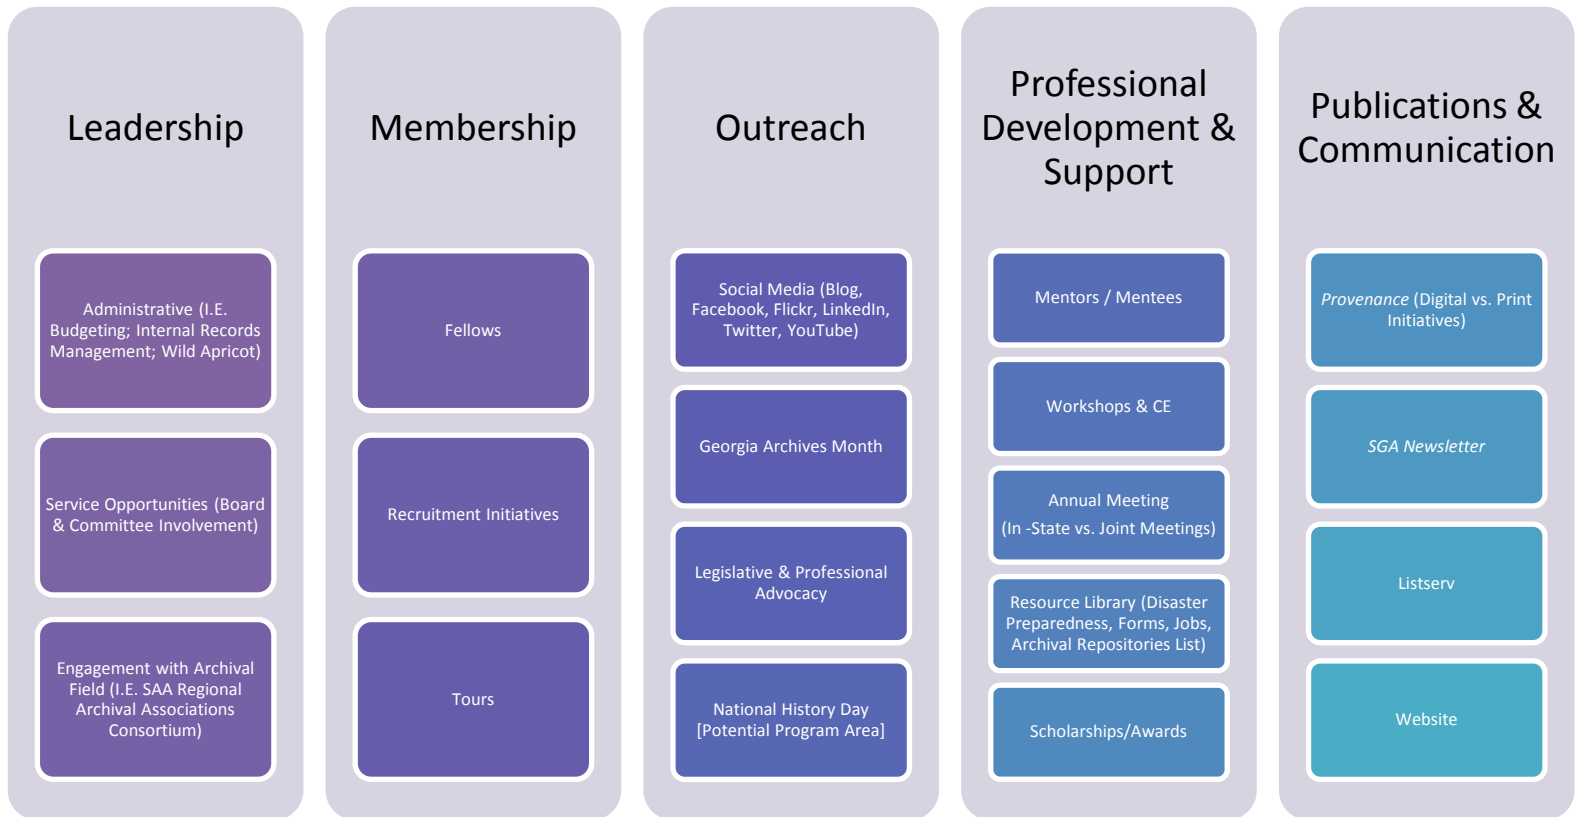 Leadership
Administrative (I.E.
Budgeting; Internal Records
Management; Wild Apricot)
Service Opportunities (Board
& Committee Involvement)
Engagement with Archival
Field (I.E. SAA Regional
Archival Associations
Consortium)
Membership
Fellows
Recruitment Initiatives
Tours
Outreach
Social Media (Blog,
Facebook, Flickr, LinkedIn,
Twitter, YouTube)
Georgia Archives Month
Legislative & Professional
Advocacy
National History Day
[Potential Program Area]
Professional
Development &
Support
Mentors / Mentees
Workshops & CE
Annual Meeting
(In -State vs. Joint Meetings)
Resource Library (Disaster
Preparedness, Forms, Jobs,
Archival Repositories List)
Scholarships/Awards
Publications &
Communication
Provenance (Digital vs. Print
Initiatives)
SGA Newsletter
Listserv
Website